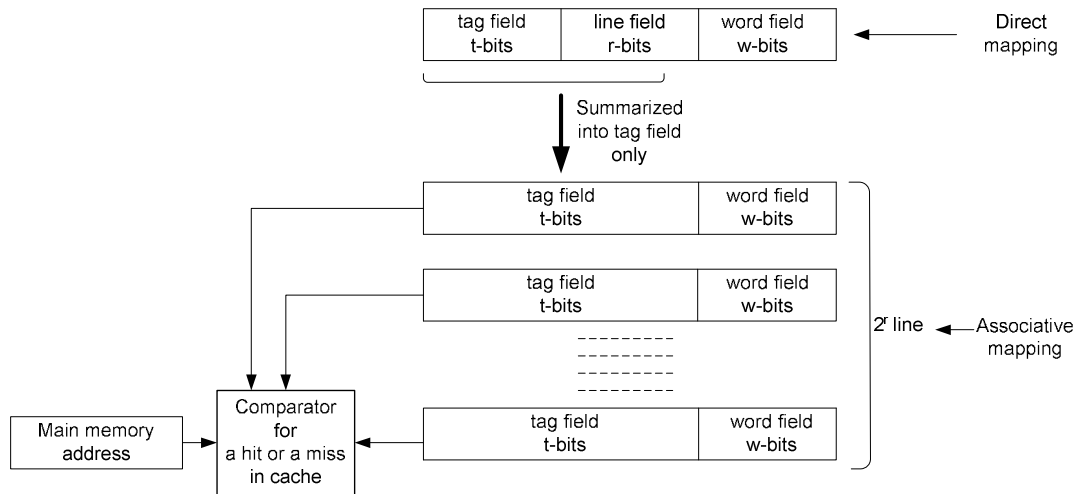 tag field
t-bits
line field
r-bits
word field
w-bits
Direct
mapping
Summarized
into tag field
only
tag field
t-bits
word field
w-bits
tag field
t-bits
word field
w-bits
2ʳ line
Associative
mapping
Main memory
address
Comparator
for
a hit or a miss
in cache
tag field
t-bits
word field
w-bits